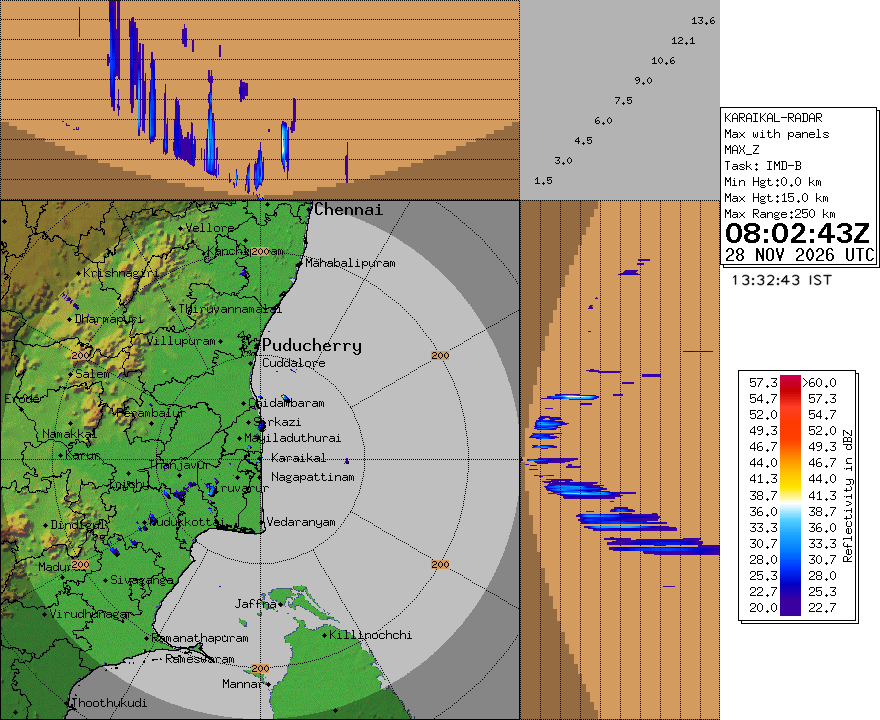 13.6
12.1
10.6
9.0
7.5
6.0
4.5
3.0
1.5
KARAIKAL-RADAR
Max with panels
MAX_Z
Task: IMD-B
Min Hgt:0.0 km
Max Hgt:15.0 km
Max Range:250 km
08:02:43Z
28 NOV 2026 UTC
13:32:43 IST
Chennai
Vellore
200
Mahabalipuram
Krishnagiri
Thiruvannamalai
Dharmapuri
Villupuram
Puducherry
200
200
Cuddalore
Salem
Erode
Chidambaram
Perambalur
Sirkazi
Namakkal
Mayiladuthurai
Karur
Karaikal
Thanjavur
Nagapattinam
Tiruvarur
Dindigul
Pudukkottai
Vedaranyam
200
200
Madurai
Sivaganga
Jaffna
Virudhunagar
Ramanathapuram
Killinochchi
Rameswaram
200
Mannar
Thoothukudi
57.3 >60.0
54.7 57.3
52.0 54.7
49.3 52.0
46.7 49.3
44.0 46.7
41.3 44.0
38.7 41.3
36.0 38.7
33.3 36.0
30.7 33.3
28.0 30.7
25.3 28.0
22.7 25.3
20.0 22.7
Reflectivity in dBZ